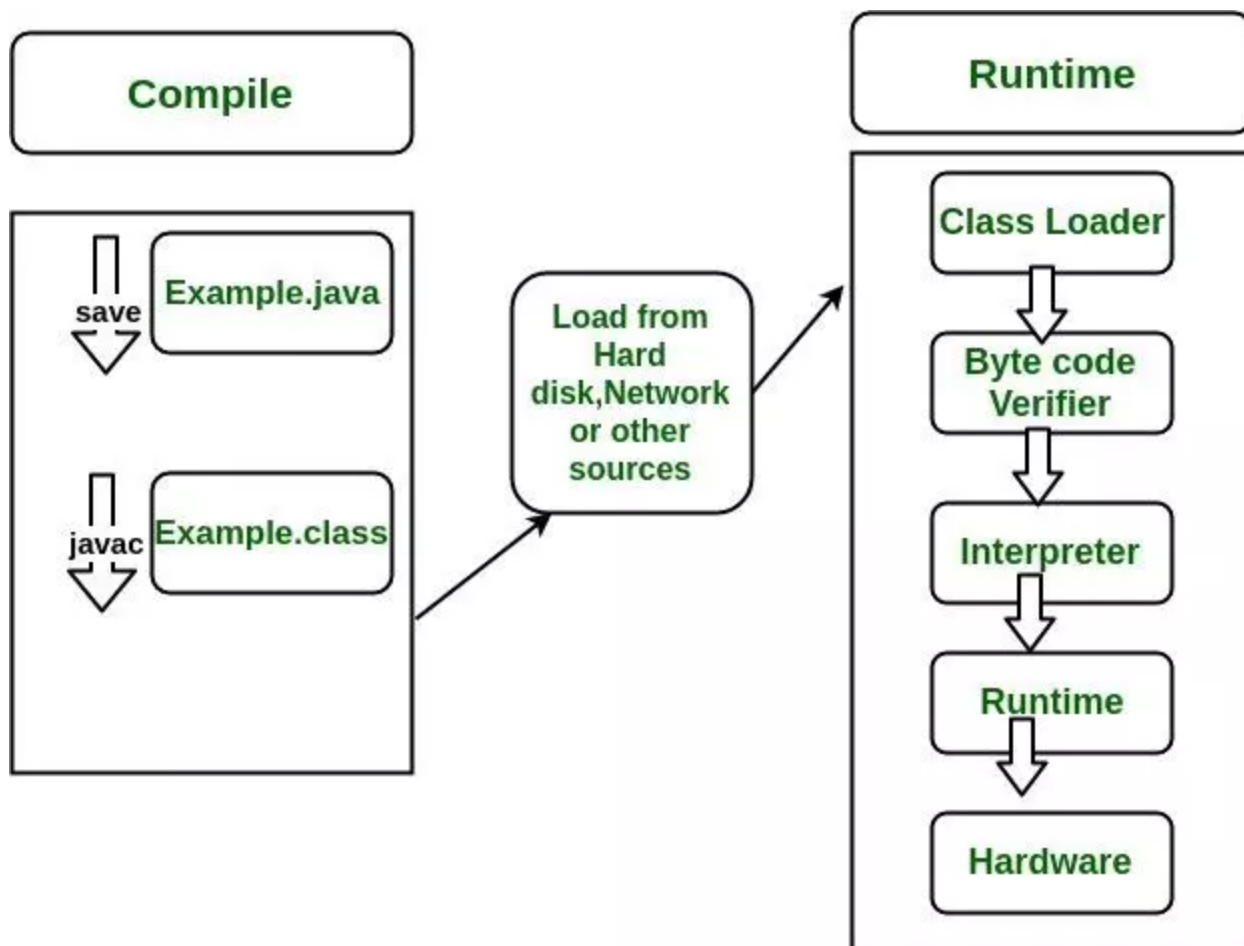 Compile
save
Example.java
javac
Example.class
Load from
Hard
disk,Network
or other
sources
Runtime
Class Loader
Byte code
Verifier
Interpreter
Runtime
Hardware